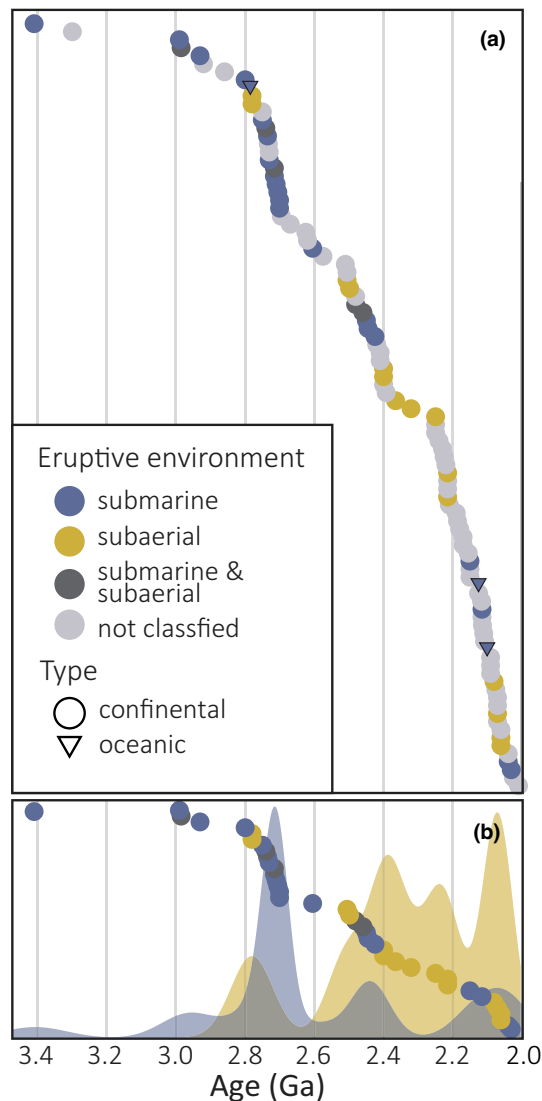 (a)
Eruptive environment
submarine
subaerial
submarine &
subaerial
not classfied
Type
confinental
oceanic
(b)
3.4 3.2 3.0 2.8 2.6 2.4 2.2 2.0
Age (Ga)